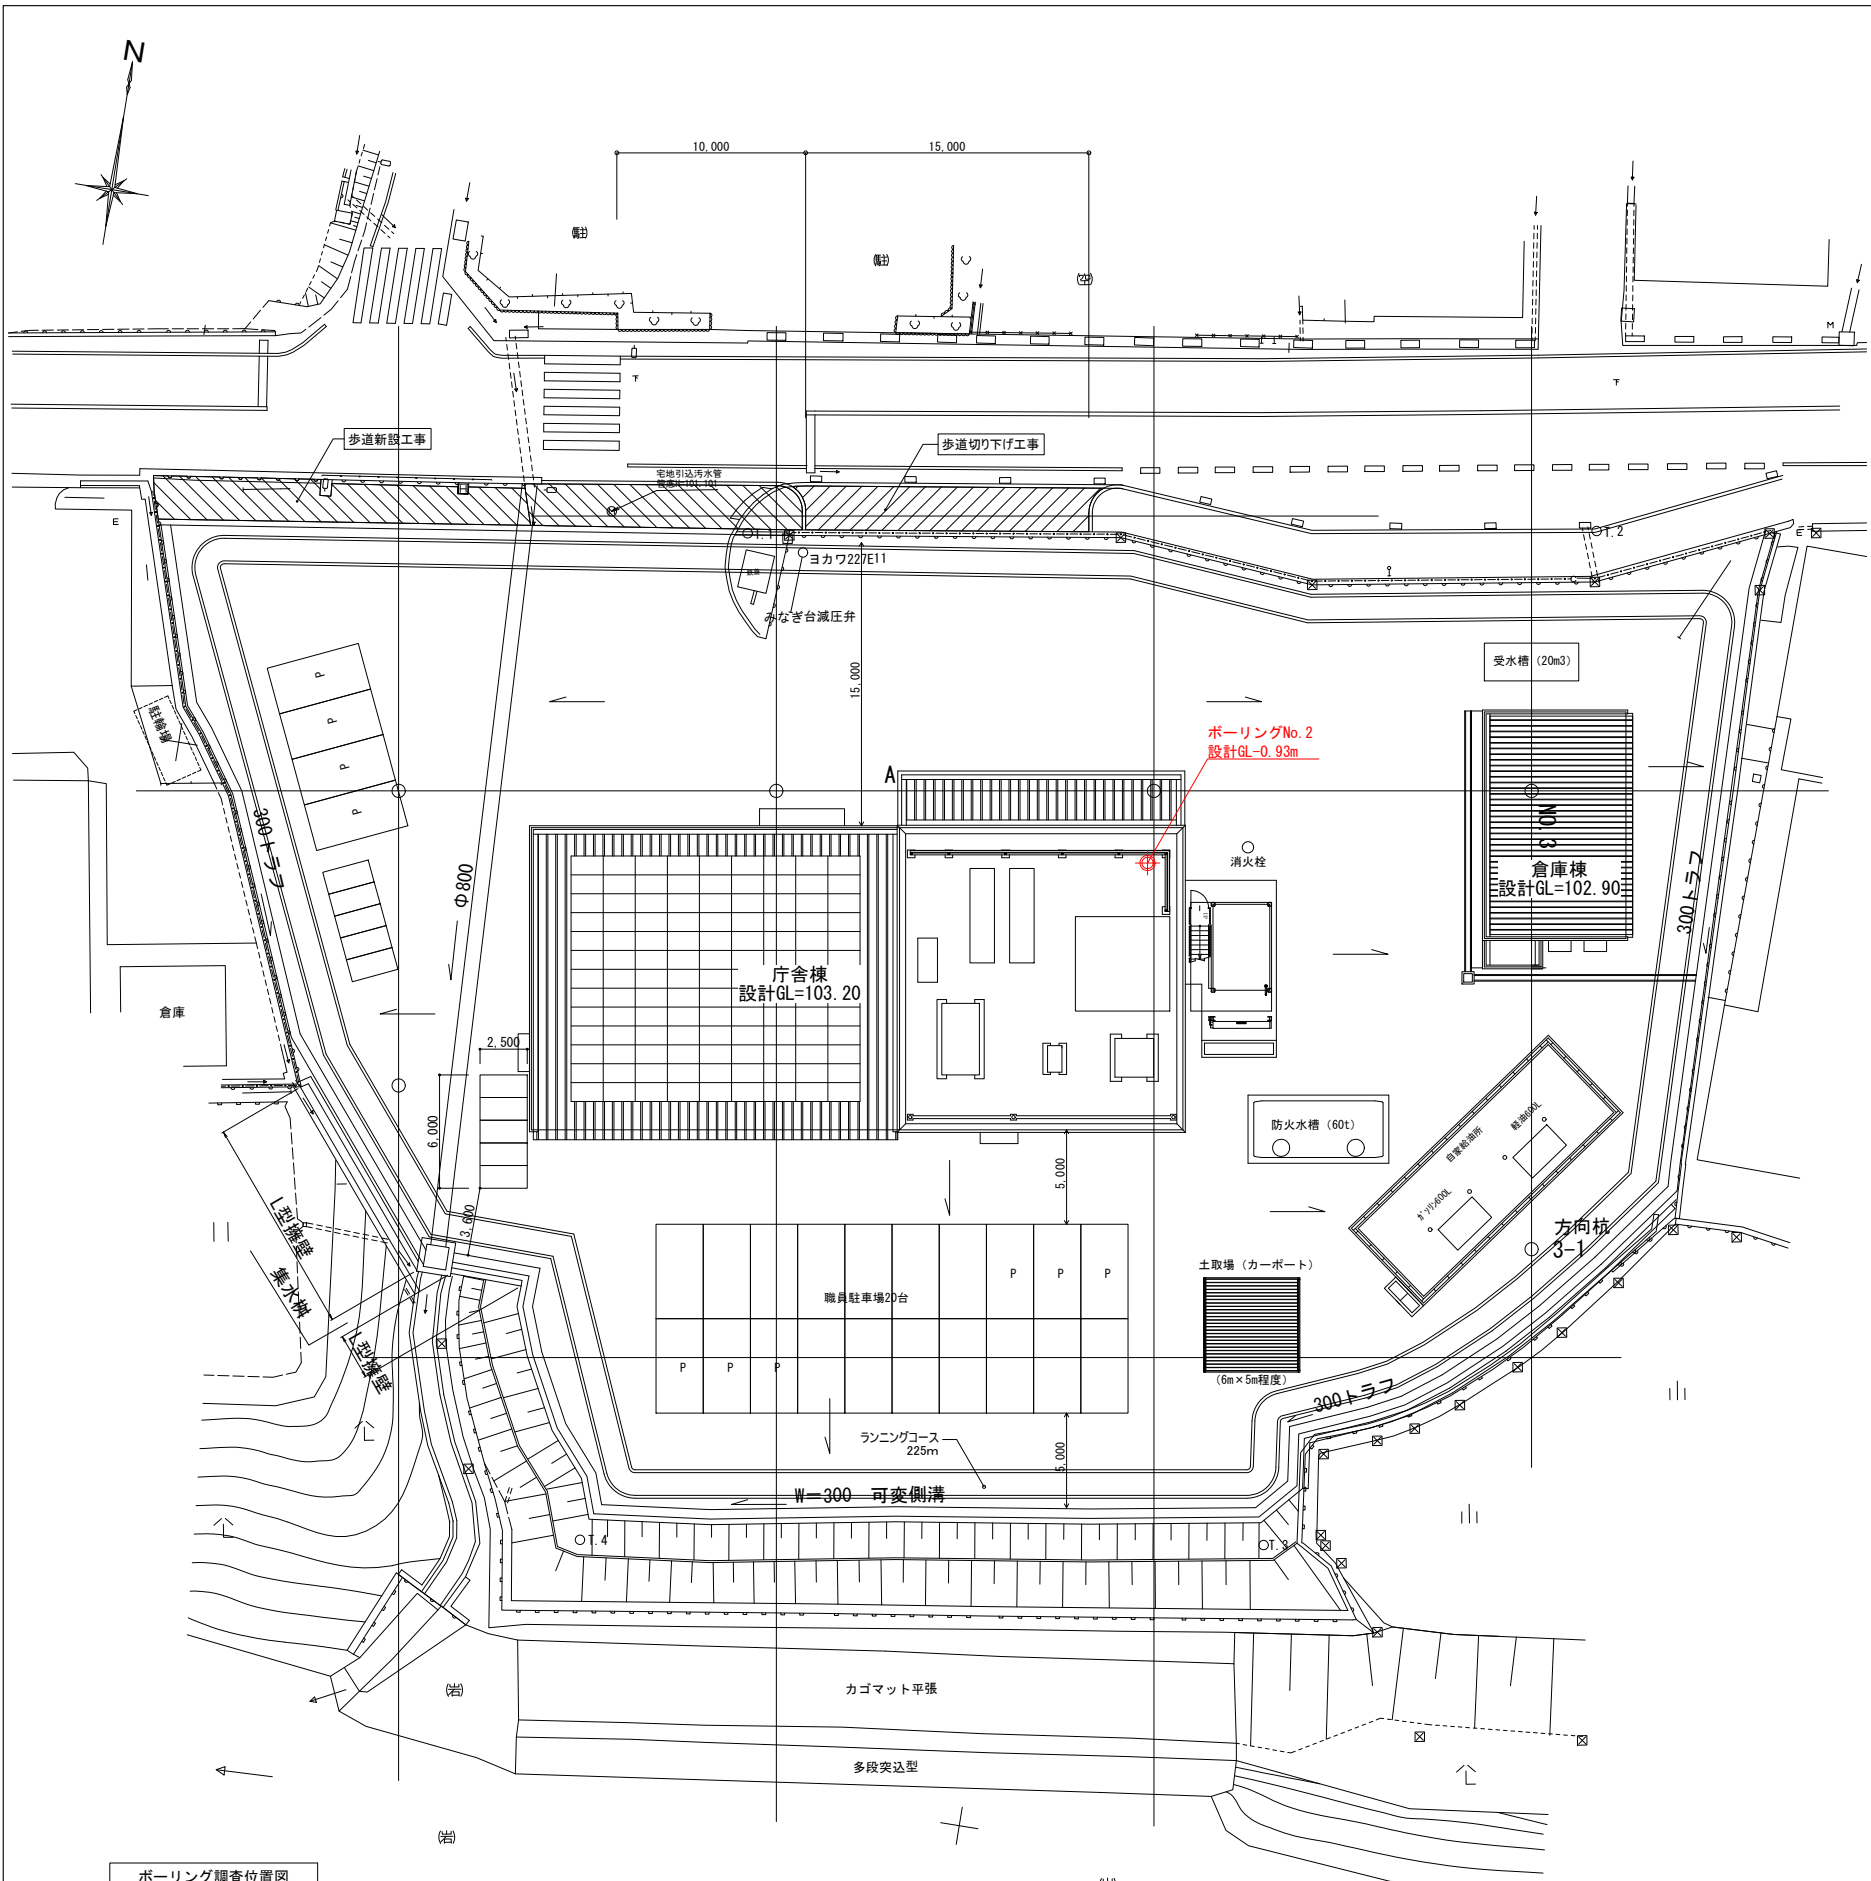 N
10,000
15,000
(駐)
(駐)
M
下
下
歩道新設工事
歩道切り下げ工事
宅地引込汚水管
管底H=101.101
E
T.1
T.2
E
ヨカワ227E11
みなぎ台減圧弁
15,000
受水槽 (20m3)
P
P
P
P
駐輪場
ボーリングNo.2
設計GL-0.93m
A
300トラフ
Φ800
消火栓
NO.3
倉庫棟
設計GL=102.90
300トラフ
庁舎棟
設計GL=103.20
倉庫
2,500
6,000
防火水槽 (60t)
自家給油所
軽油600L
ガソリン600L
5,000
3,600
L型擁壁
集水桝
L型擁壁
方向杭
3-1
土取場 (カーポート)
P P P
職員駐車場20台
P P P
(6m×5m程度)
300トラフ
ランニングコース
225m
5,000
W=300 可変側溝
T.4
T.3
(岩)
カゴマット平張
多段突込型
(岩)
ボーリング調査位置図